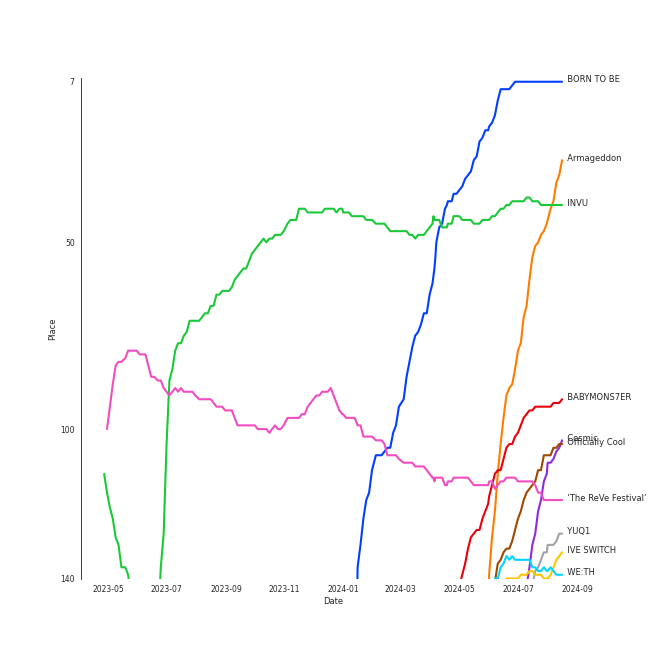 7
BORN TO BE
Armageddon
INVU
50
Place
BABYMONS7ER
100
Cosmic
Officially Cool
'The ReVe Festival'
YUQ1
IVE SWITCH
WE:TH
140
2023-05 2023-07 2023-09 2023-11 2024-01 2024-03 2024-05 2024-07 2024-09
Date